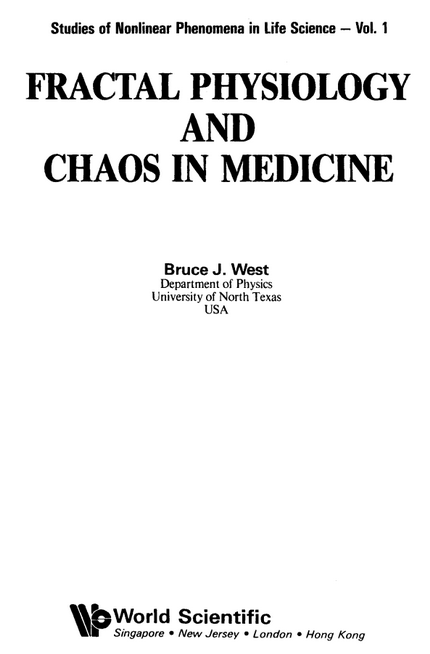 Studies of Nonlinear Phenomena in Life Science — Vol. 1
FRACTAL PHYSIOLOGY
AND
CHAOS IN MEDICINE
Bruce J. West
Department of Physics
University of North Texas
USA
World Scientific
Singapore • New Jersey • London • Hong Kong